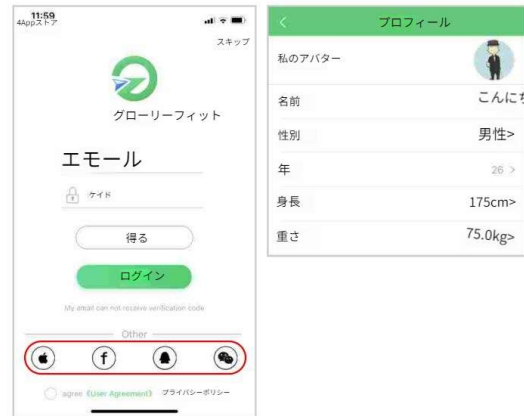 11:59
4Appストア
スキップ
グローリーフィット
エモール
ケイド
得る
ログイン
My email can not receive verification code
Other
agree《User Agreement》 プライバシーポリシー
プロフィール
私のアバター
名前 こんにち
性別 男性>
年 26 >
身長 175cm>
重さ 75.0kg>